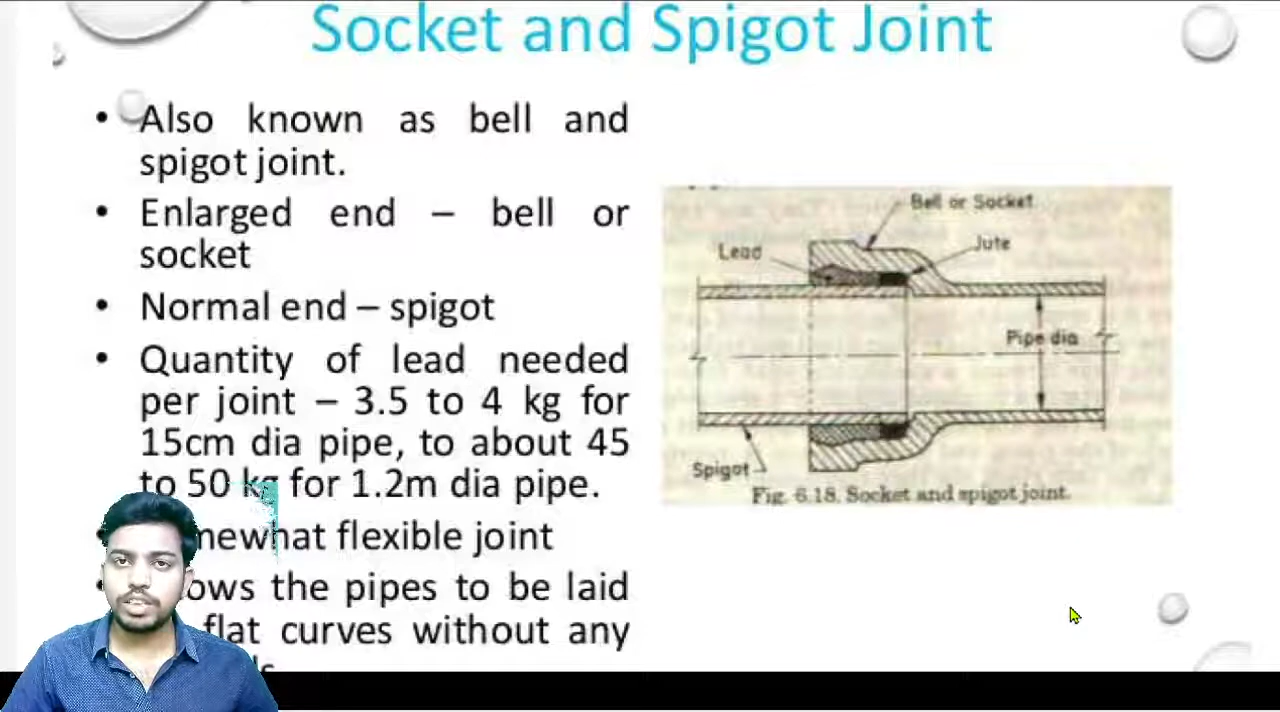 Socket and Spigot Joint
• Also known as bell and
spigot joint.
• Enlarged end – bell or
socket
• Normal end – spigot
• Quantity of lead needed
per joint – 3.5 to 4 kg for
15cm dia pipe, to about 45
to 50 kg for 1.2m dia pipe.
flexible joint
the pipes to be laid
flat curves without any
Bell or Socket
Lead
Jute
Pipe dia
Spigot
Fig. 6.18. Socket and spigot joint.